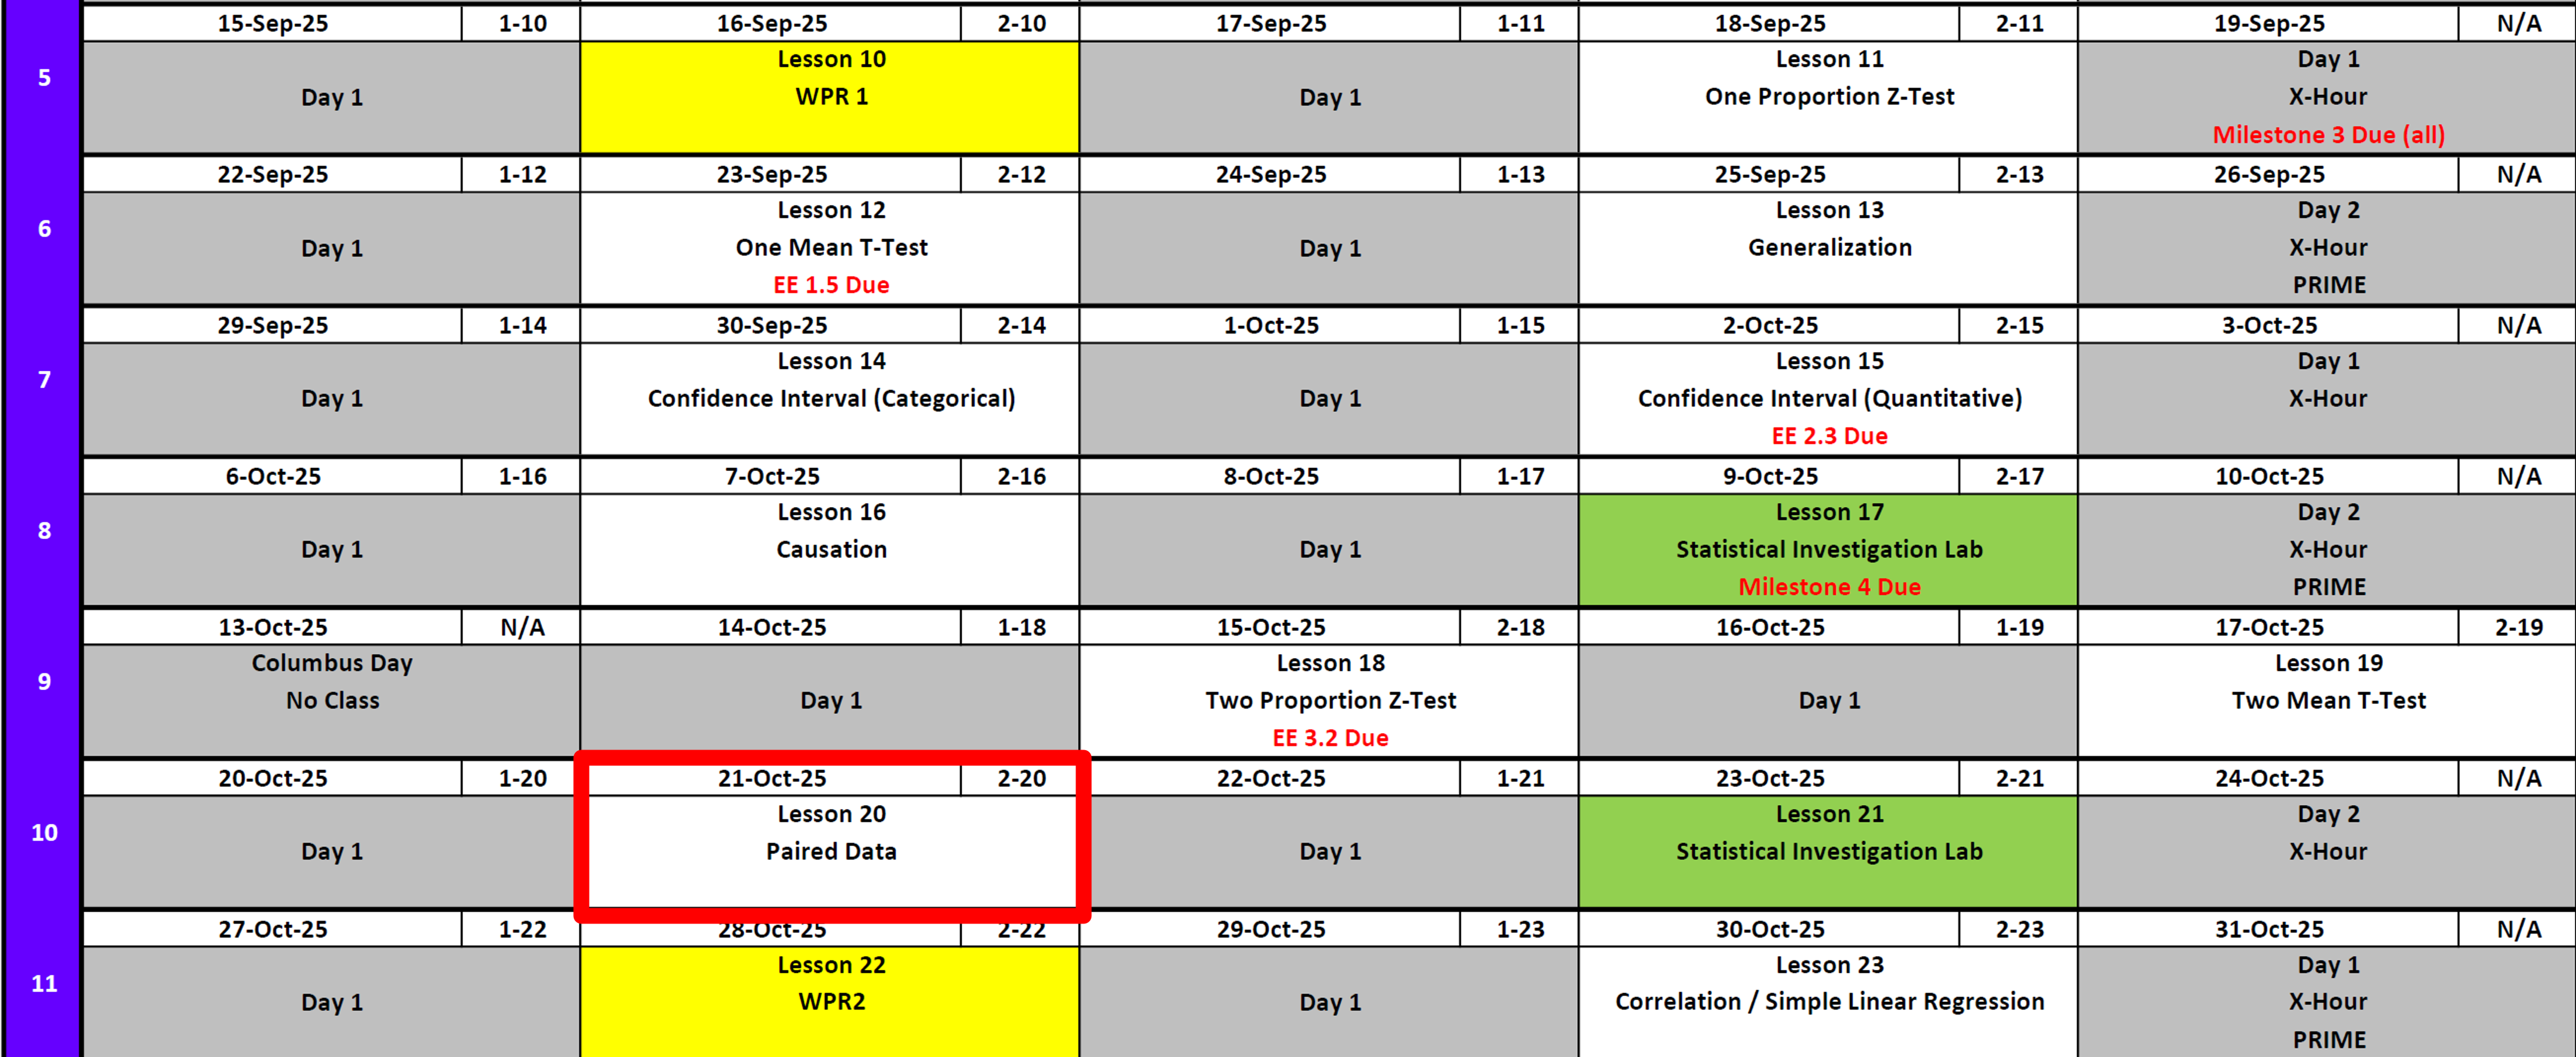 15-Sep-25 1-10 16-Sep-25 2-10 17-Sep-25 1-11 18-Sep-25 2-11 19-Sep-25 N/A
5
Day 1
Lesson 10
WPR 1
Day 1
Lesson 11
One Proportion Z-Test
Day 1
X-Hour
Milestone 3 Due (all)
22-Sep-25 1-12 23-Sep-25 2-12 24-Sep-25 1-13 25-Sep-25 2-13 26-Sep-25 N/A
6
Day 1
Lesson 12
One Mean T-Test
EE 1.5 Due
Day 1
Lesson 13
Generalization
Day 2
X-Hour
PRIME
29-Sep-25 1-14 30-Sep-25 2-14 1-Oct-25 1-15 2-Oct-25 2-15 3-Oct-25 N/A
7
Day 1
Lesson 14
Confidence Interval (Categorical)
Day 1
Lesson 15
Confidence Interval (Quantitative)
EE 2.3 Due
Day 1
X-Hour
6-Oct-25 1-16 7-Oct-25 2-16 8-Oct-25 1-17 9-Oct-25 2-17 10-Oct-25 N/A
8
Day 1
Lesson 16
Causation
Day 1
Lesson 17
Statistical Investigation Lab
Milestone 4 Due
Day 2
X-Hour
PRIME
13-Oct-25 N/A 14-Oct-25 1-18 15-Oct-25 2-18 16-Oct-25 1-19 17-Oct-25 2-19
9
Columbus Day
No Class
Day 1
Lesson 18
Two Proportion Z-Test
EE 3.2 Due
Day 1
Lesson 19
Two Mean T-Test
20-Oct-25 1-20 21-Oct-25 2-20 22-Oct-25 1-21 23-Oct-25 2-21 24-Oct-25 N/A
10
Day 1
Lesson 20
Paired Data
Day 1
Lesson 21
Statistical Investigation Lab
Day 2
X-Hour
27-Oct-25 1-22 28-Oct-25 2-22 29-Oct-25 1-23 30-Oct-25 2-23 31-Oct-25 N/A
11
Day 1
Lesson 22
WPR2
Day 1
Lesson 23
Correlation / Simple Linear Regression
Day 1
X-Hour
PRIME